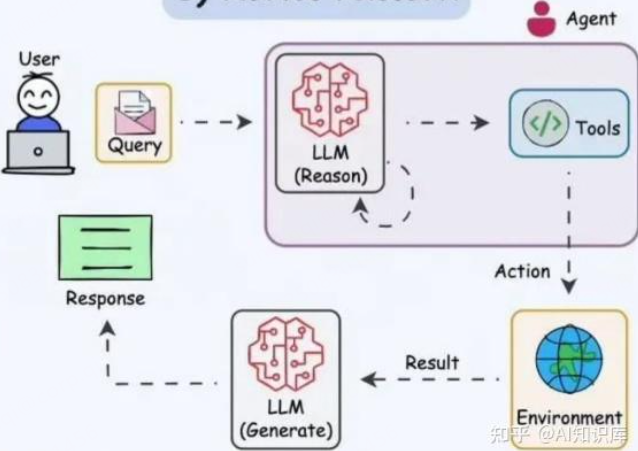 Agent
User
Query
LLM
(Reason)
Tools
Response
Action
LLM
(Generate)
Result
Environment
知乎 @AI知识库